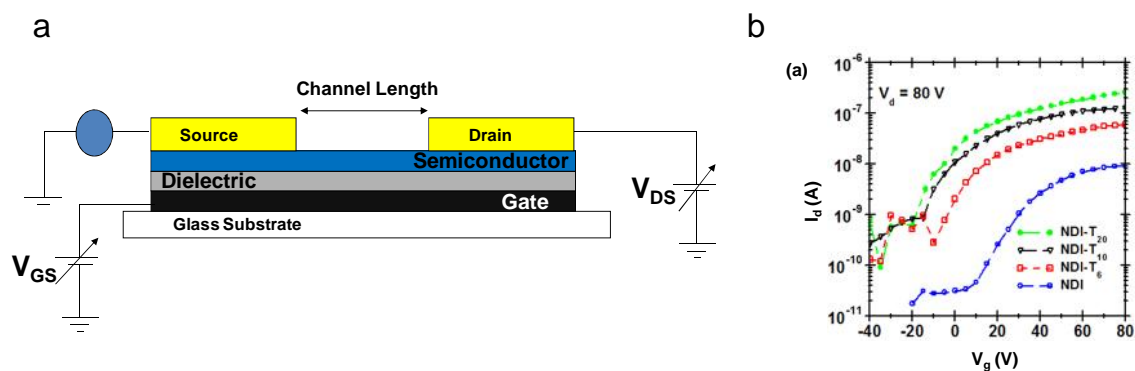 a
b
Channel Length
Source
Drain
Semiconductor
Dielectric
Gate
Glass Substrate
V_DS
V_GS
(a)
V_d = 80 V
10^-6
10^-7
10^-8
10^-9
10^-10
10^-11
I_d (A)
NDI-T_20
NDI-T_10
NDI-T_6
NDI
-40 -20 0 20 40 60 80
V_g (V)